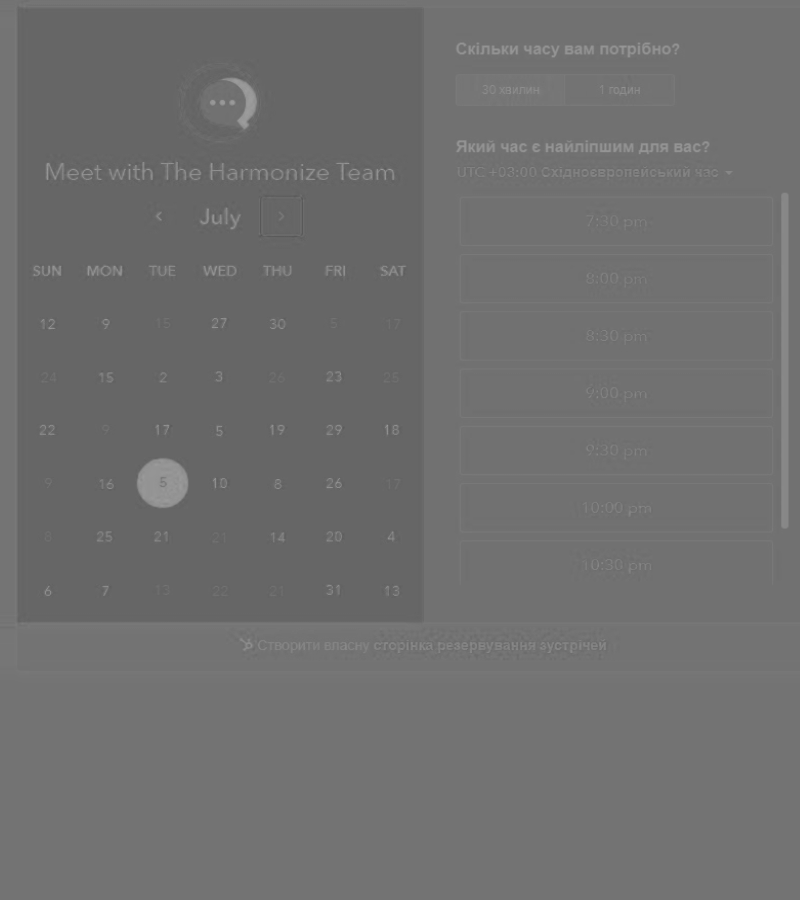 Meet with The Harmonize Team
July
SUN MON TUE WED THU FRI SAT
12 9 15 27 30 5 17
24 15 2 3 26 23 25
22 9 17 5 19 29 18
9 16 5 10 8 26 17
8 25 21 21 14 20 4
6 7 13 22 21 31 13
Скільки часу вам потрібно?
30 хвилин 1 годин
Який час є найліпшим для вас?
UTC +03:00 Східноєвропейський час
7:30 pm
8:00 pm
8:30 pm
9:00 pm
9:30 pm
10:00 pm
10:30 pm
Створити власну сторінка резервування зустрічей